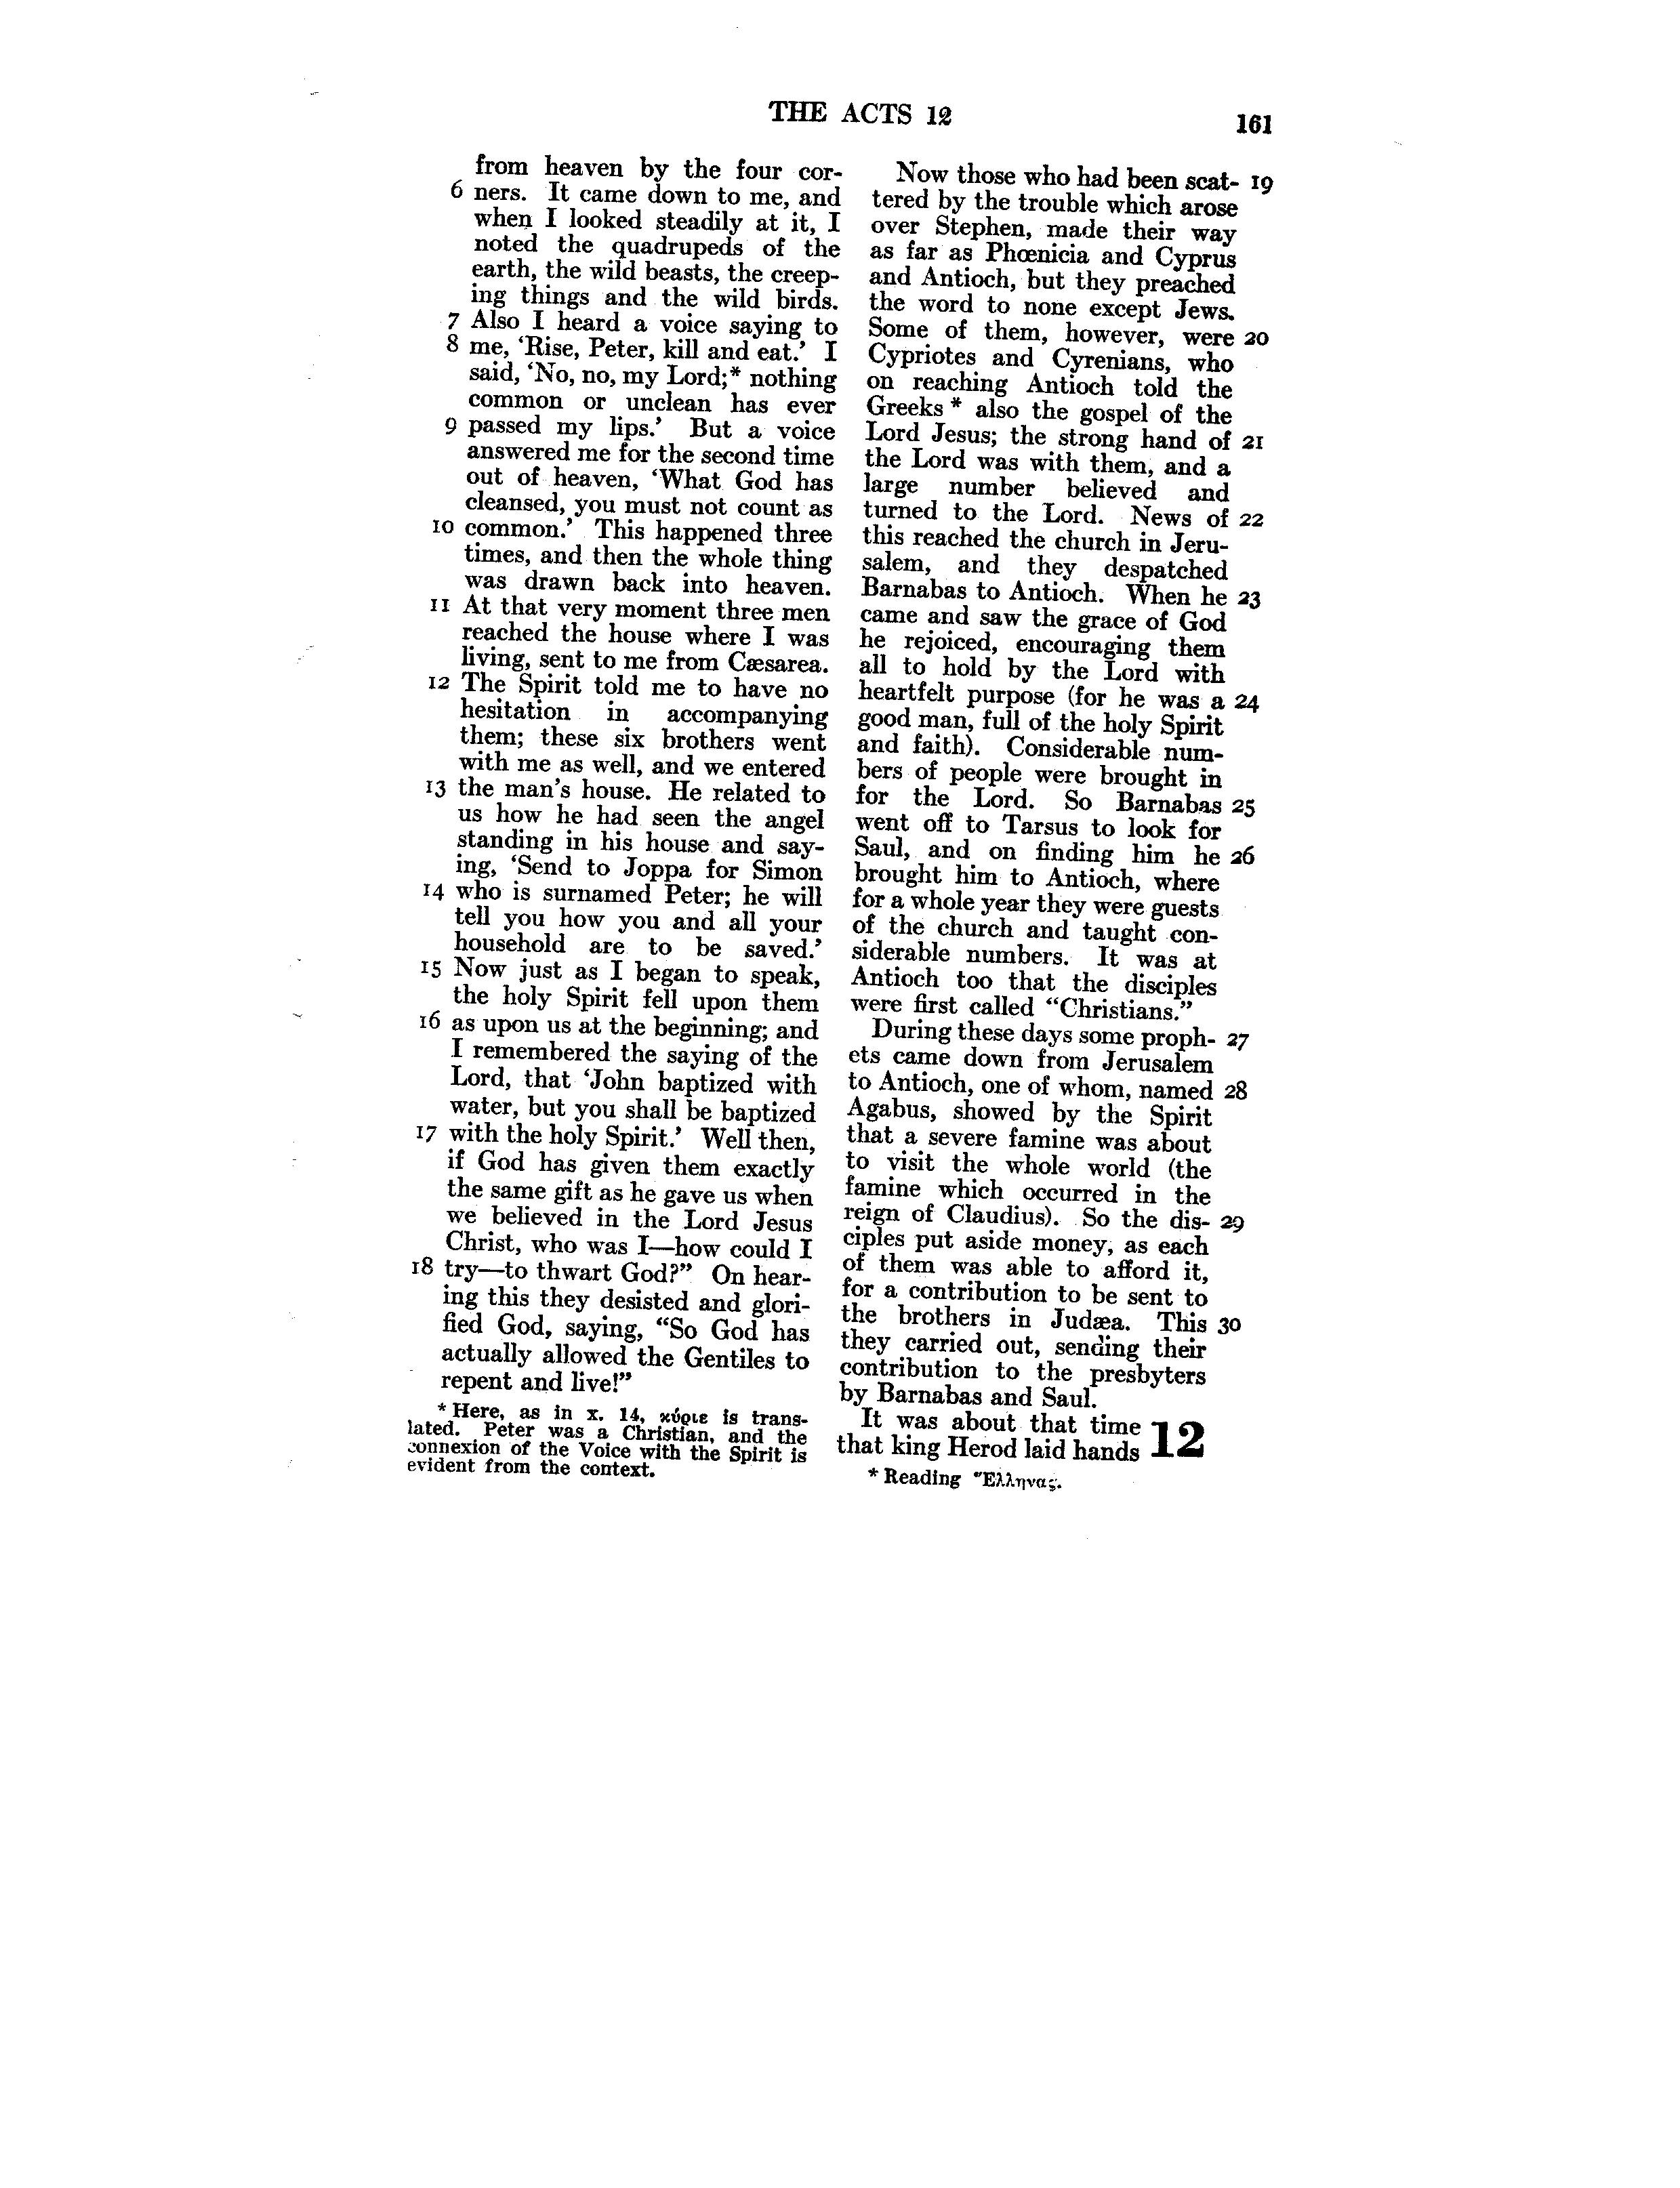 THE ACTS 12
161
from heaven by the four cor-
6 ners. It came down to me, and
when I looked steadily at it, I
noted the quadrupeds of the
earth, the wild beasts, the creep-
ing things and the wild birds.
7 Also I heard a voice saying to
8 me, ‘Rise, Peter, kill and eat.’ I
said, ‘No, no, my Lord;* nothing
common or unclean has ever
9 passed my lips.’ But a voice
answered me for the second time
out of heaven, ‘What God has
cleansed, you must not count as
10 common.’ This happened three
times, and then the whole thing
was drawn back into heaven.
11 At that very moment three men
reached the house where I was
living, sent to me from Cæsarea.
12 The Spirit told me to have no
hesitation in accompanying
them; these six brothers went
with me as well, and we entered
13 the man’s house. He related to
us how he had seen the angel
standing in his house and say-
ing, ‘Send to Joppa for Simon
14 who is surnamed Peter; he will
tell you how you and all your
household are to be saved.’
15 Now just as I began to speak,
the holy Spirit fell upon them
16 as upon us at the beginning; and
I remembered the saying of the
Lord, that ‘John baptized with
water, but you shall be baptized
17 with the holy Spirit.’ Well then,
if God has given them exactly
the same gift as he gave us when
we believed in the Lord Jesus
Christ, who was I—how could I
18 try—to thwart God?” On hear-
ing this they desisted and glori-
fied God, saying, “So God has
actually allowed the Gentiles to
repent and live!”
* Here, as in x. 14, κύριε is trans-
lated. Peter was a Christian, and the
connexion of the Voice with the Spirit is
evident from the context.
Now those who had been scat- 19
tered by the trouble which arose
over Stephen, made their way
as far as Phœnicia and Cyprus
and Antioch, but they preached
the word to none except Jews.
Some of them, however, were 20
Cypriotes and Cyrenians, who
on reaching Antioch told the
Greeks * also the gospel of the
Lord Jesus; the strong hand of 21
the Lord was with them, and a
large number believed and
turned to the Lord. News of 22
this reached the church in Jeru-
salem, and they despatched
Barnabas to Antioch. When he 23
came and saw the grace of God
he rejoiced, encouraging them
all to hold by the Lord with
heartfelt purpose (for he was a 24
good man, full of the holy Spirit
and faith). Considerable num-
bers of people were brought in
for the Lord. So Barnabas 25
went off to Tarsus to look for
Saul, and on finding him he 26
brought him to Antioch, where
for a whole year they were guests
of the church and taught con-
siderable numbers. It was at
Antioch too that the disciples
were first called “Christians.”
During these days some proph- 27
ets came down from Jerusalem
to Antioch, one of whom, named 28
Agabus, showed by the Spirit
that a severe famine was about
to visit the whole world (the
famine which occurred in the
reign of Claudius). So the dis- 29
ciples put aside money, as each
of them was able to afford it,
for a contribution to be sent to
the brothers in Judæa. This 30
they carried out, sending their
contribution to the presbyters
by Barnabas and Saul.
It was about that time 12
that king Herod laid hands
* Reading Ἕλληνας.